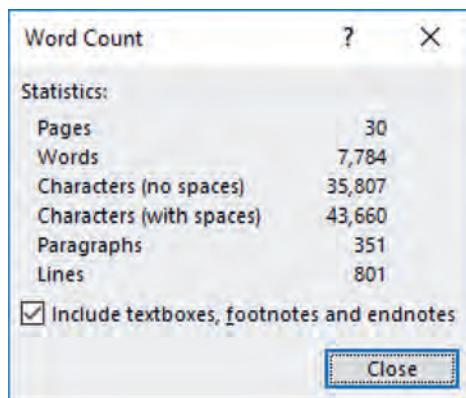 Word Count ? ×
Statistics:
Pages 30
Words 7,784
Characters (no spaces) 35,807
Characters (with spaces) 43,660
Paragraphs 351
Lines 801
Include textboxes, footnotes and endnotes
Close